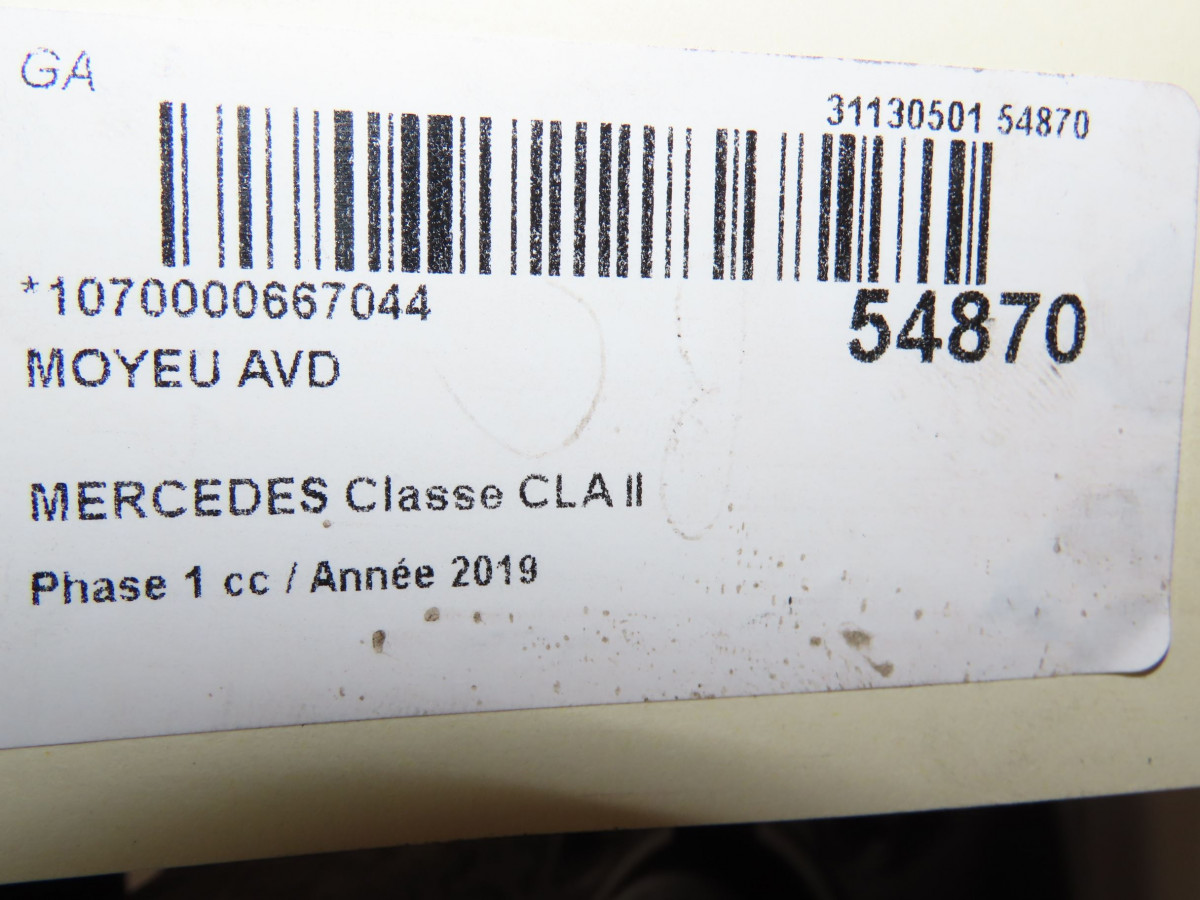 GA
31130501 54870
*1070000667044
54870
MOYEU AVD
MERCEDES Classe CLA II
Phase 1 cc / Année 2019